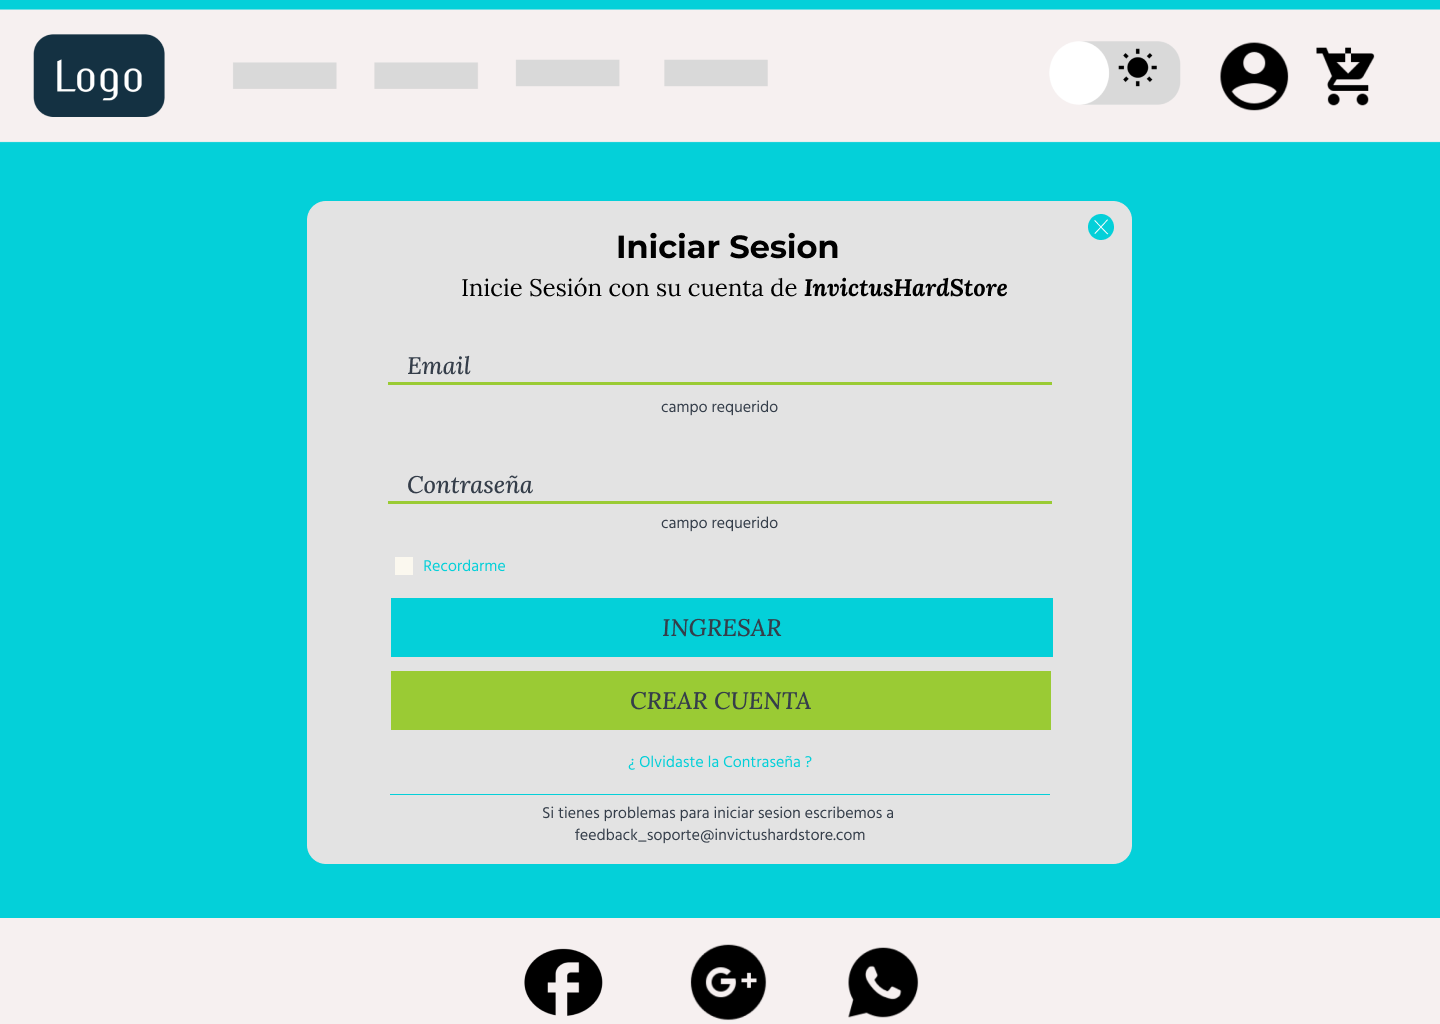 Logo
Iniciar Sesion
Inicie Sesión con su cuenta de InvictusHardStore
Email
campo requerido
Contraseña
campo requerido
Recordarme
INGRESAR
CREAR CUENTA
¿ Olvidaste la Contraseña ?
Si tienes problemas para iniciar sesion escribemos a
feedback_soporte@invictushardstore.com
G+